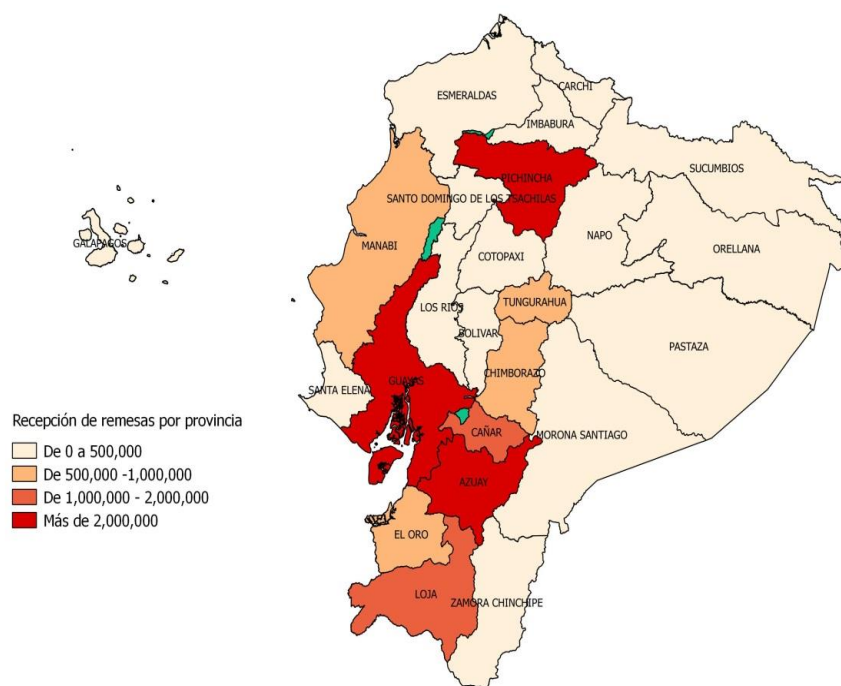 ESMERALDAS
CARCHI
IMBABURA
SUCUMBIOS
PICHINCHA
SANTO DOMINGO DE LOS TSACHILAS
NAPO
ORELLANA
GALAPAGOS
MANABI
COTOPAXI
TUNGURAHUA
LOS RIOS
BOLIVAR
PASTAZA
CHIMBORAZO
GUAYAS
SANTA ELENA
CAÑAR
MORONA SANTIAGO
AZUAY
EL ORO
LOJA
ZAMORA CHINCHIPE
Recepción de remesas por provincia
De 0 a 500,000
De 500,000 -1,000,000
De 1,000,000 - 2,000,000
Más de 2,000,000